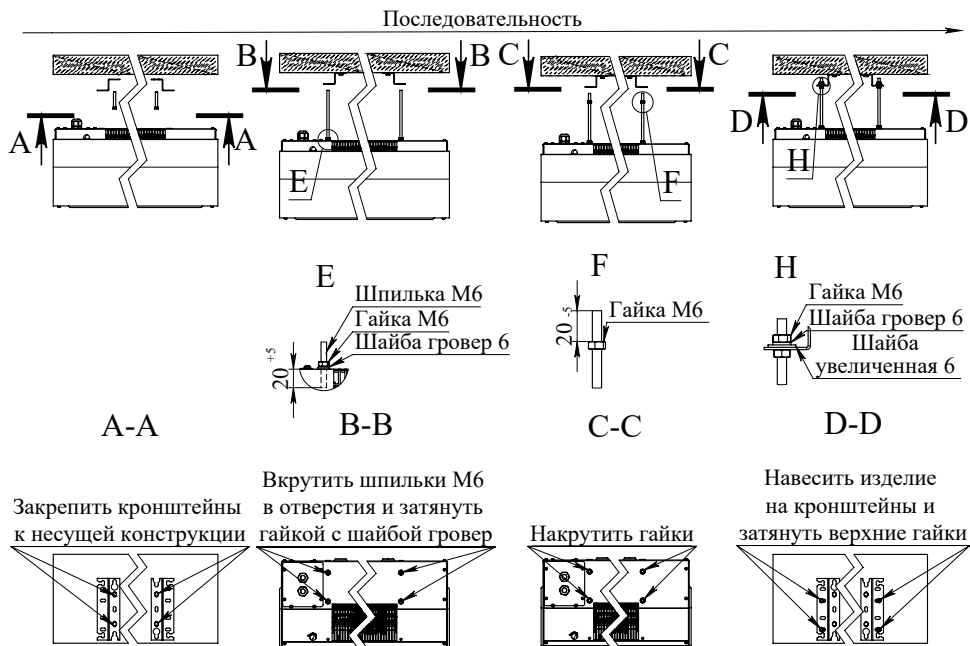 Последовательность
A A
B B
C C
D D
E
F
H
E
Шпилька М6
Гайка М6
Шайба гровер 6
20 +5
F
Гайка М6
20 -5
H
Гайка М6
Шайба гровер 6
Шайба
увеличенная 6
A-A
B-B
C-C
D-D
Закрепить кронштейны
к несущей конструкции
Вкрутить шпильки М6
в отверстия и затянуть
гайкой с шайбой гровер
Накрутить гайки
Навесить изделие
на кронштейны и
затянуть верхние гайки